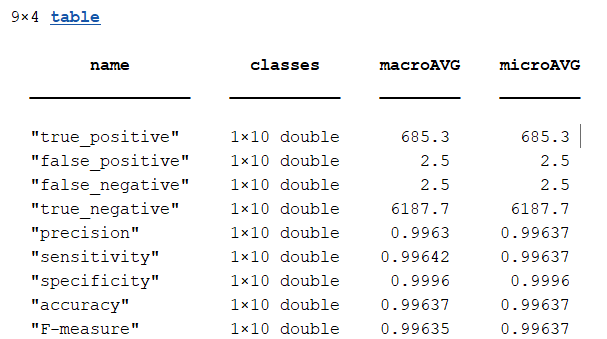 9×4 table
name classes macroAVG microAVG
"true_positive" 1×10 double 685.3 685.3
"false_positive" 1×10 double 2.5 2.5
"false_negative" 1×10 double 2.5 2.5
"true_negative" 1×10 double 6187.7 6187.7
"precision" 1×10 double 0.9963 0.99637
"sensitivity" 1×10 double 0.99642 0.99637
"specificity" 1×10 double 0.9996 0.9996
"accuracy" 1×10 double 0.99637 0.99637
"F-measure" 1×10 double 0.99635 0.99637